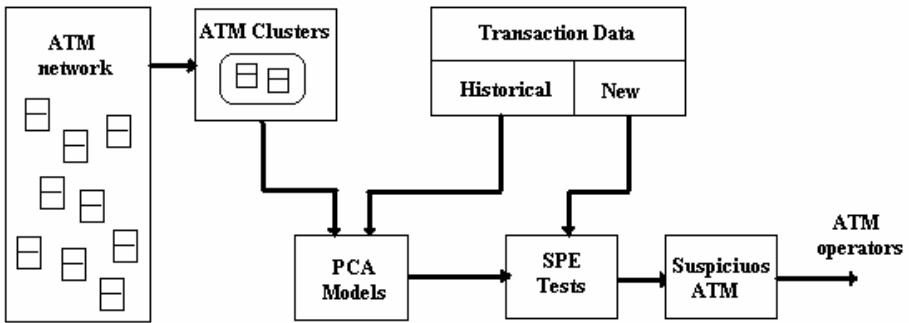 ATM
network
ATM Clusters
Transaction Data
Historical
New
PCA
Models
SPE
Tests
Suspiciuos
ATM
ATM
operators